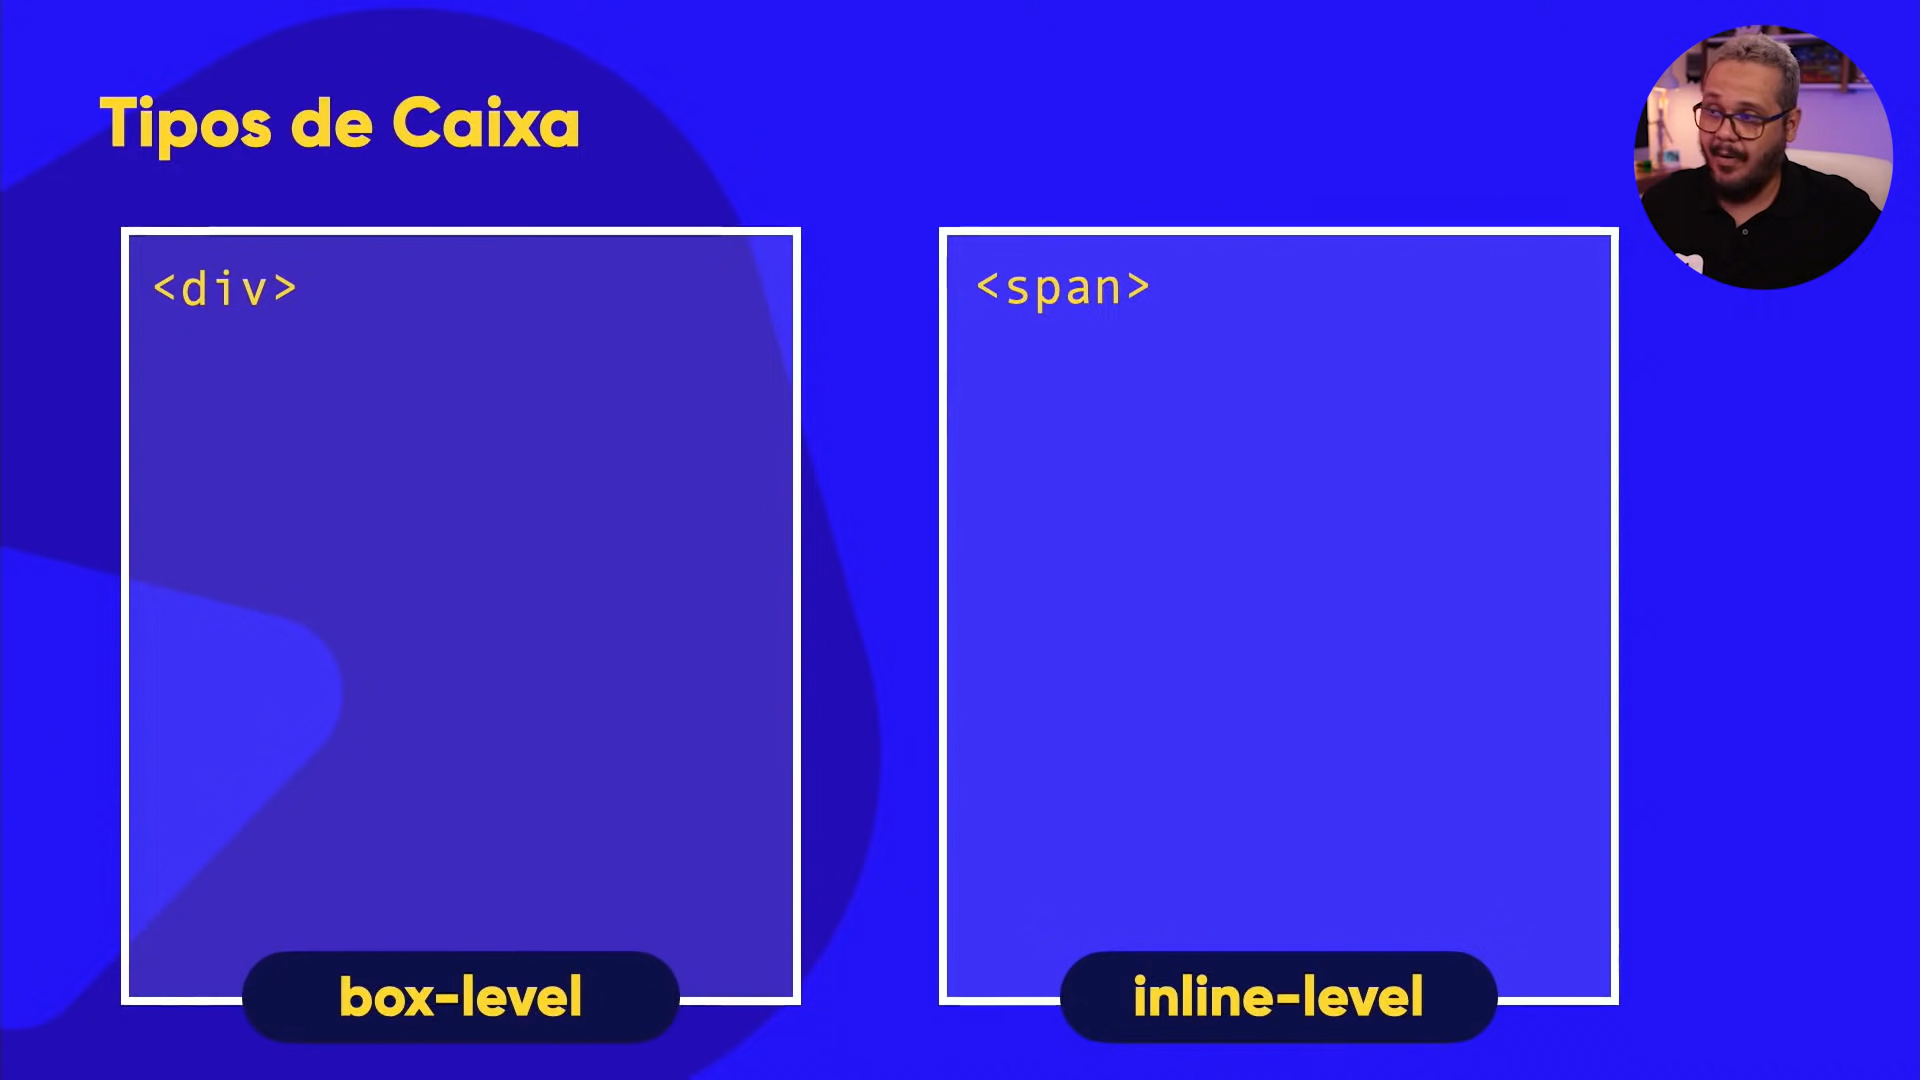 Tipos de Caixa
<div>
<span>
box-level
inline-level